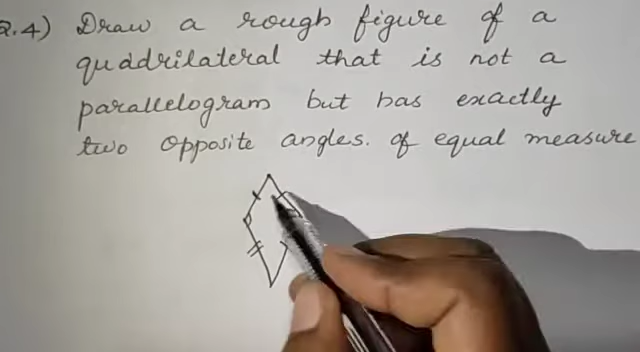 Q.4) Draw a rough figure of a
quadrilateral that is not a
parallelogram but has exactly
two opposite angles. of equal measure